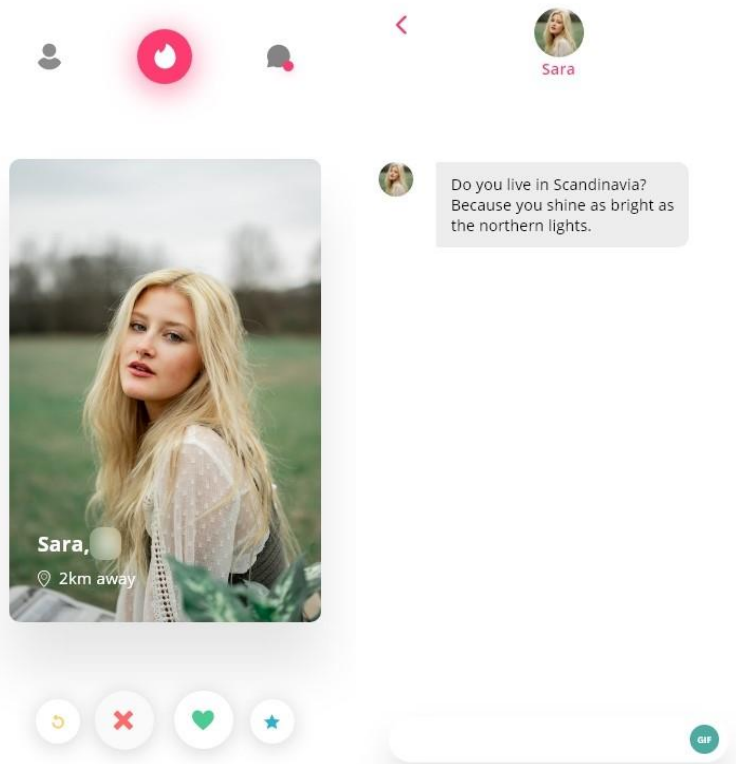 Sara
Do you live in Scandinavia?
Because you shine as bright as
the northern lights.
Sara,
2km away
GIF